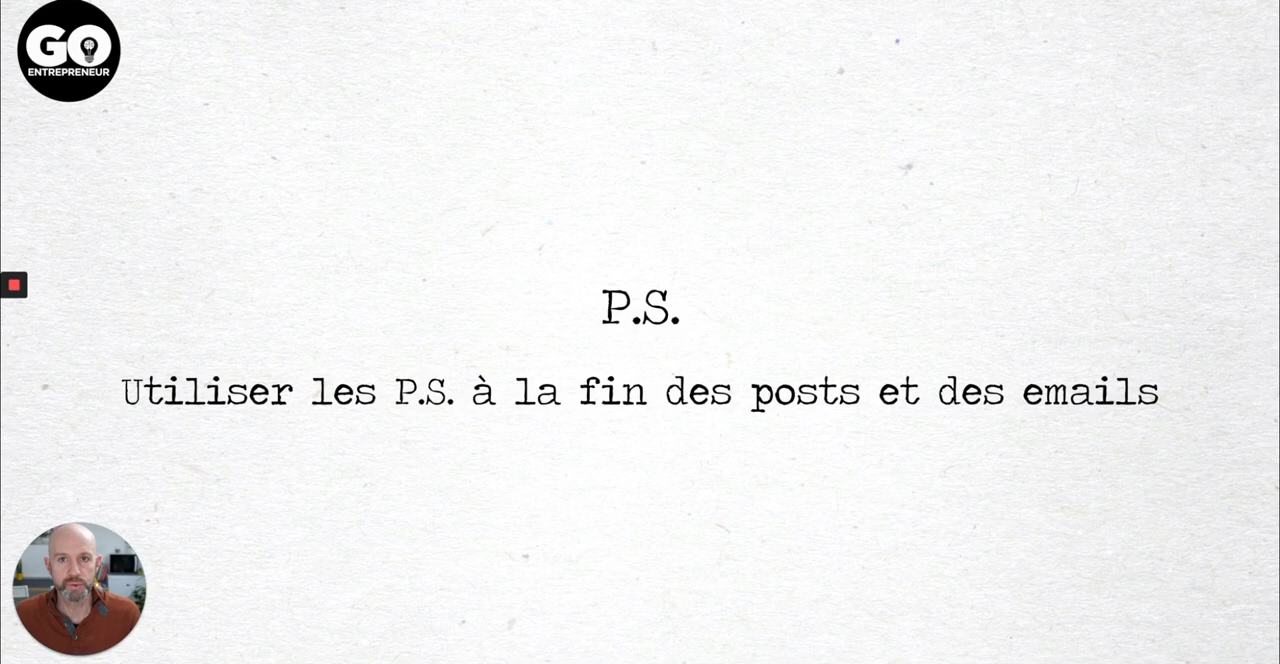 GO
ENTREPRENEUR
P.S.
Utiliser les P.S. à la fin des posts et des emails